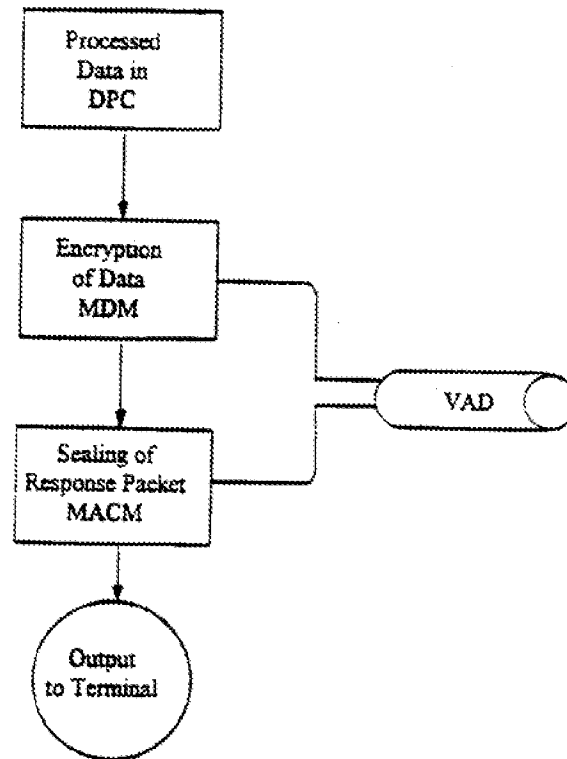 Processed
Data in
DPC
Encryption
of Data
MDM
VAD
Sealing of
Response Packet
MACM
Output
to Terminal